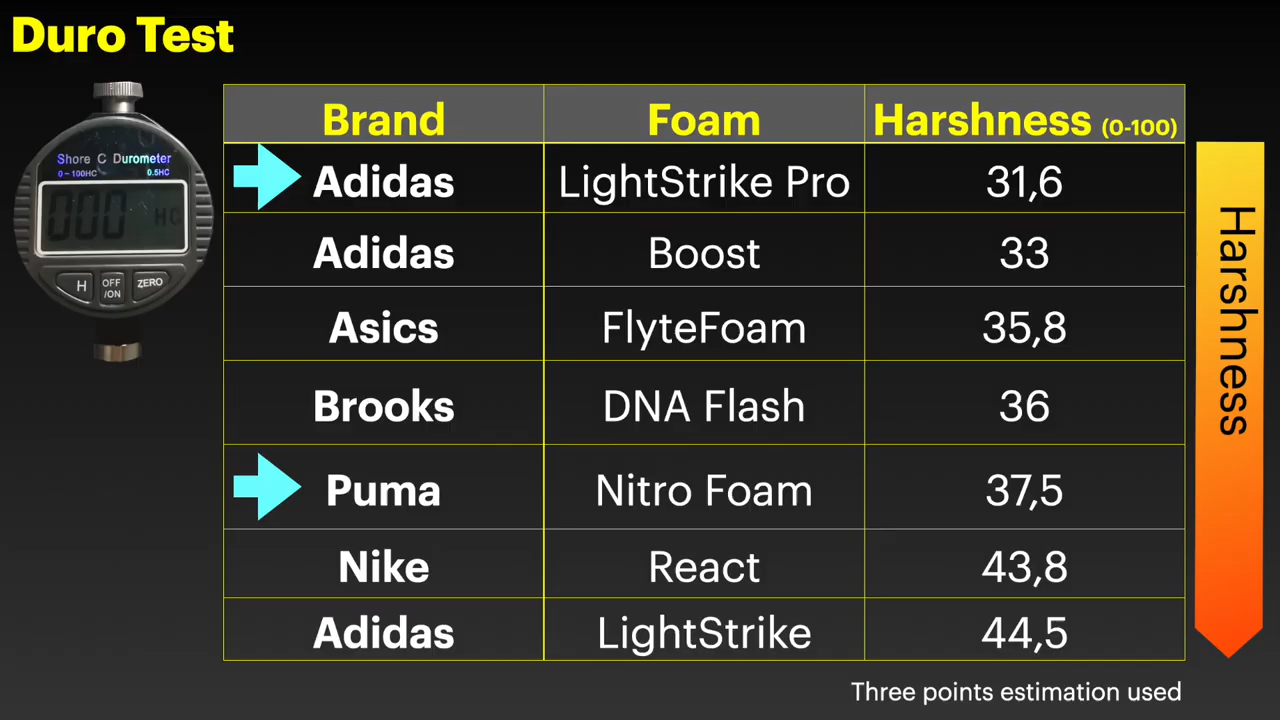 Duro Test
Brand Foam Harshness (0-100)
Adidas LightStrike Pro 31,6
Adidas Boost 33
Asics FlyteFoam 35,8
Brooks DNA Flash 36
Puma Nitro Foam 37,5
Nike React 43,8
Adidas LightStrike 44,5
Harshness
Three points estimation used
Shore C Durometer
0~100HC 0.5HC
000 HC
H OFF/ON ZERO